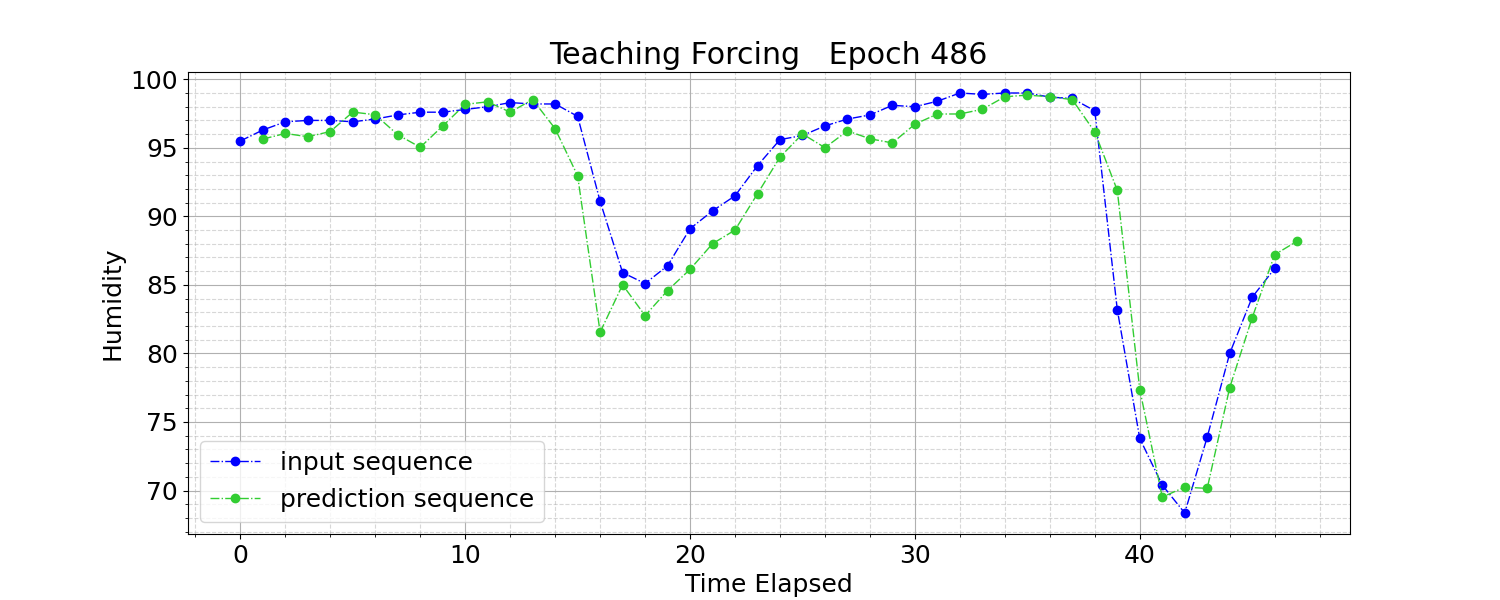 Teaching Forcing   Epoch 486
100
95
90
85
80
75
70
Humidity
input sequence
prediction sequence
0 10 20 30 40
Time Elapsed